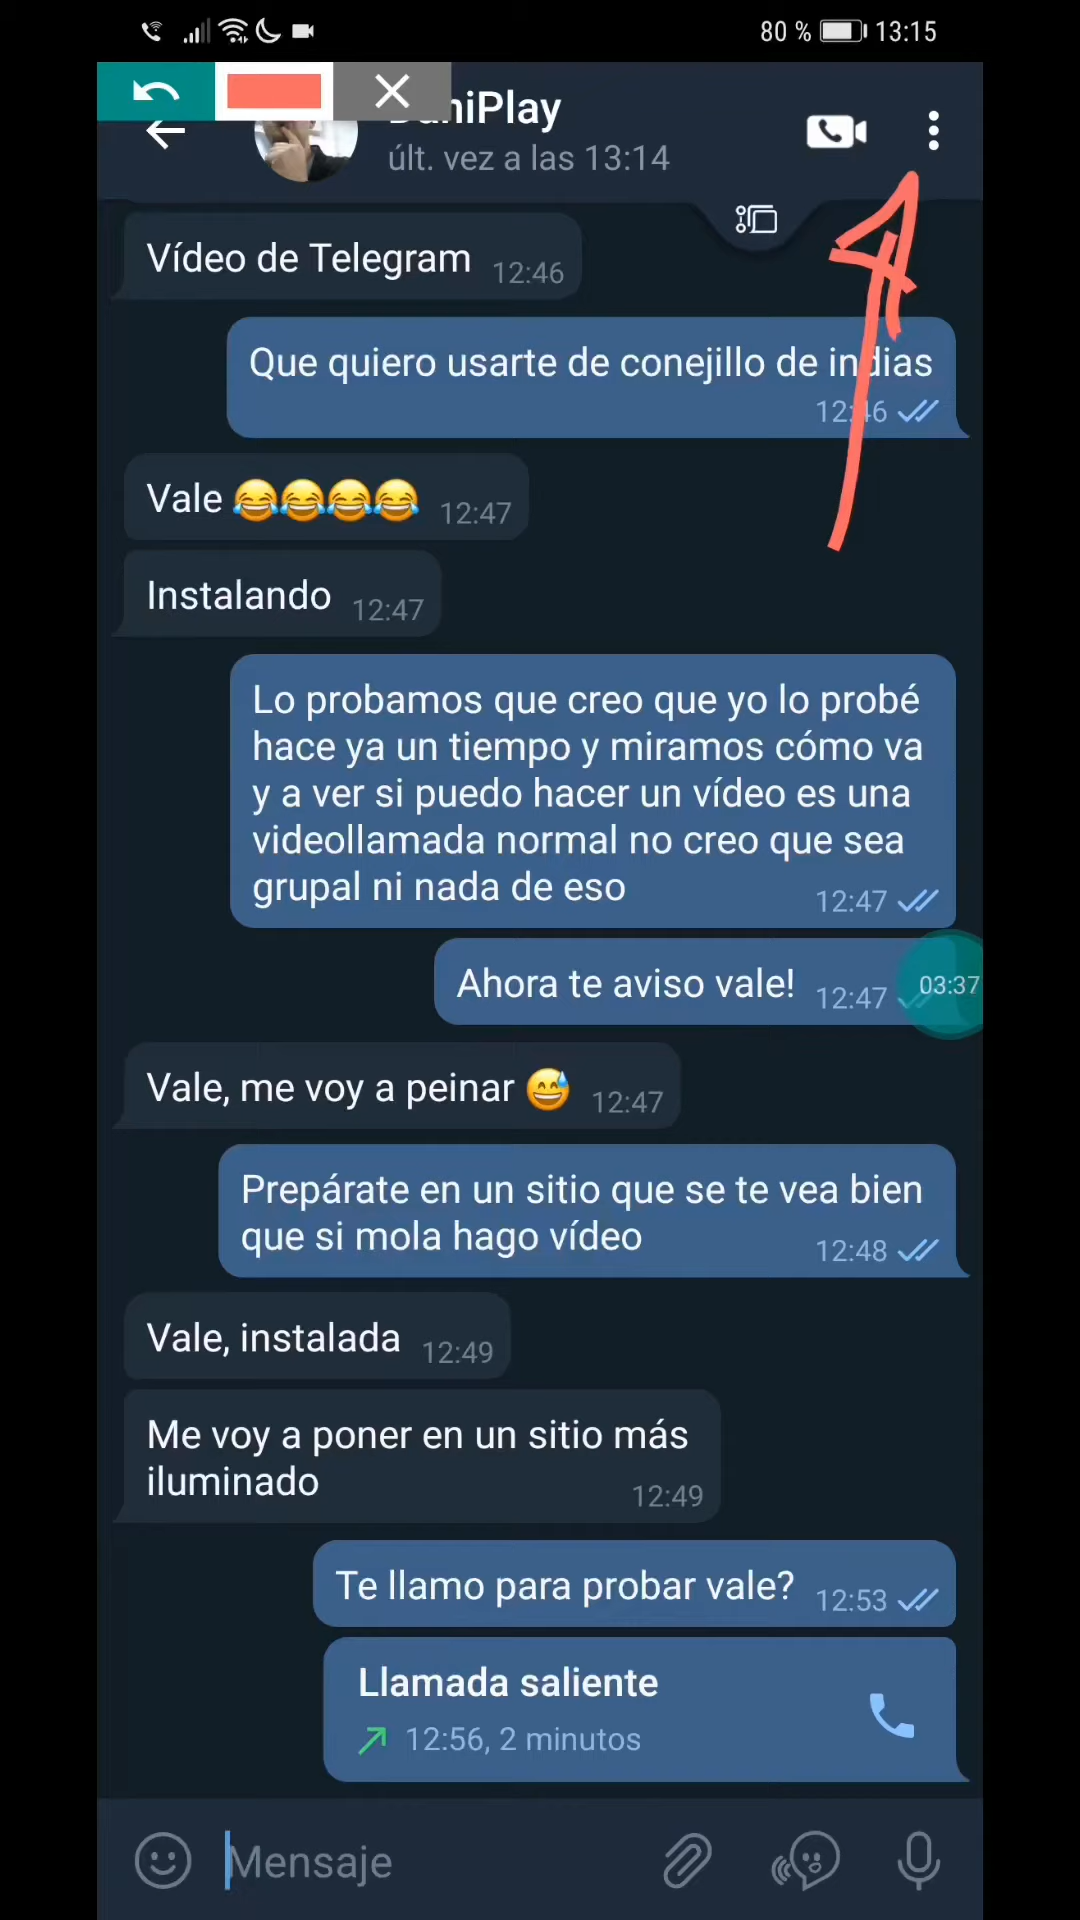 80 % 13:15
niPlay
últ. vez a las 13:14
Vídeo de Telegram 12:46
Que quiero usarte de conejillo de indias
12:46
Vale 😂😂😂😂 12:47
Instalando 12:47
Lo probamos que creo que yo lo probé
hace ya un tiempo y miramos cómo va
y a ver si puedo hacer un vídeo es una
videollamada normal no creo que sea
grupal ni nada de eso 12:47
Ahora te aviso vale! 12:47
03:37
Vale, me voy a peinar 😅 12:47
Prepárate en un sitio que se te vea bien
que si mola hago vídeo 12:48
Vale, instalada 12:49
Me voy a poner en un sitio más
iluminado 12:49
Te llamo para probar vale? 12:53
Llamada saliente
12:56, 2 minutos
Mensaje